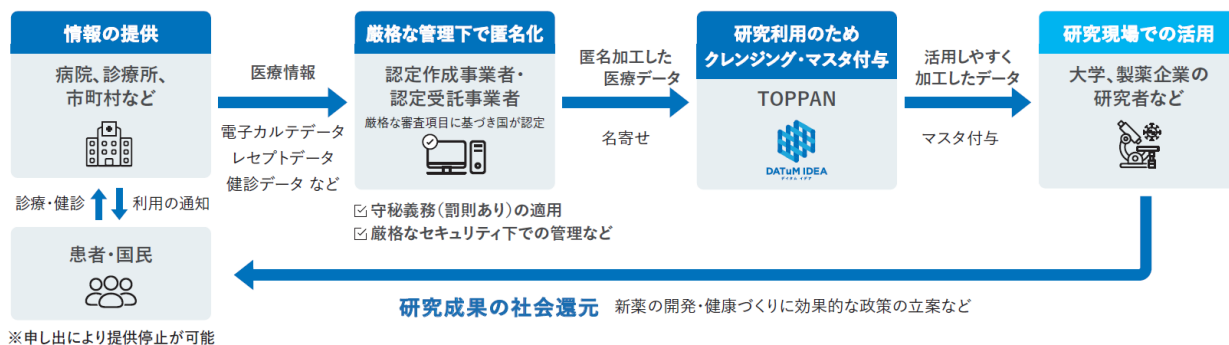 情報の提供
病院、診療所、
市町村など
診療・健診
利用の通知
患者・国民
※申し出により提供停止が可能
医療情報
電子カルテデータ
レセプトデータ
健診データ など
厳格な管理下で匿名化
認定作成事業者・
認定受託事業者
厳格な審査項目に基づき国が認定
守秘義務（罰則あり）の適用
厳格なセキュリティ下での管理など
匿名加工した
医療データ
名寄せ
研究利用のため
クレンジング・マスタ付与
TOPPAN
DATuM IDEA
デイタム イデア
活用しやすく
加工したデータ
マスタ付与
研究現場での活用
大学、製薬企業の
研究者など
研究成果の社会還元 新薬の開発・健康づくりに効果的な政策の立案など